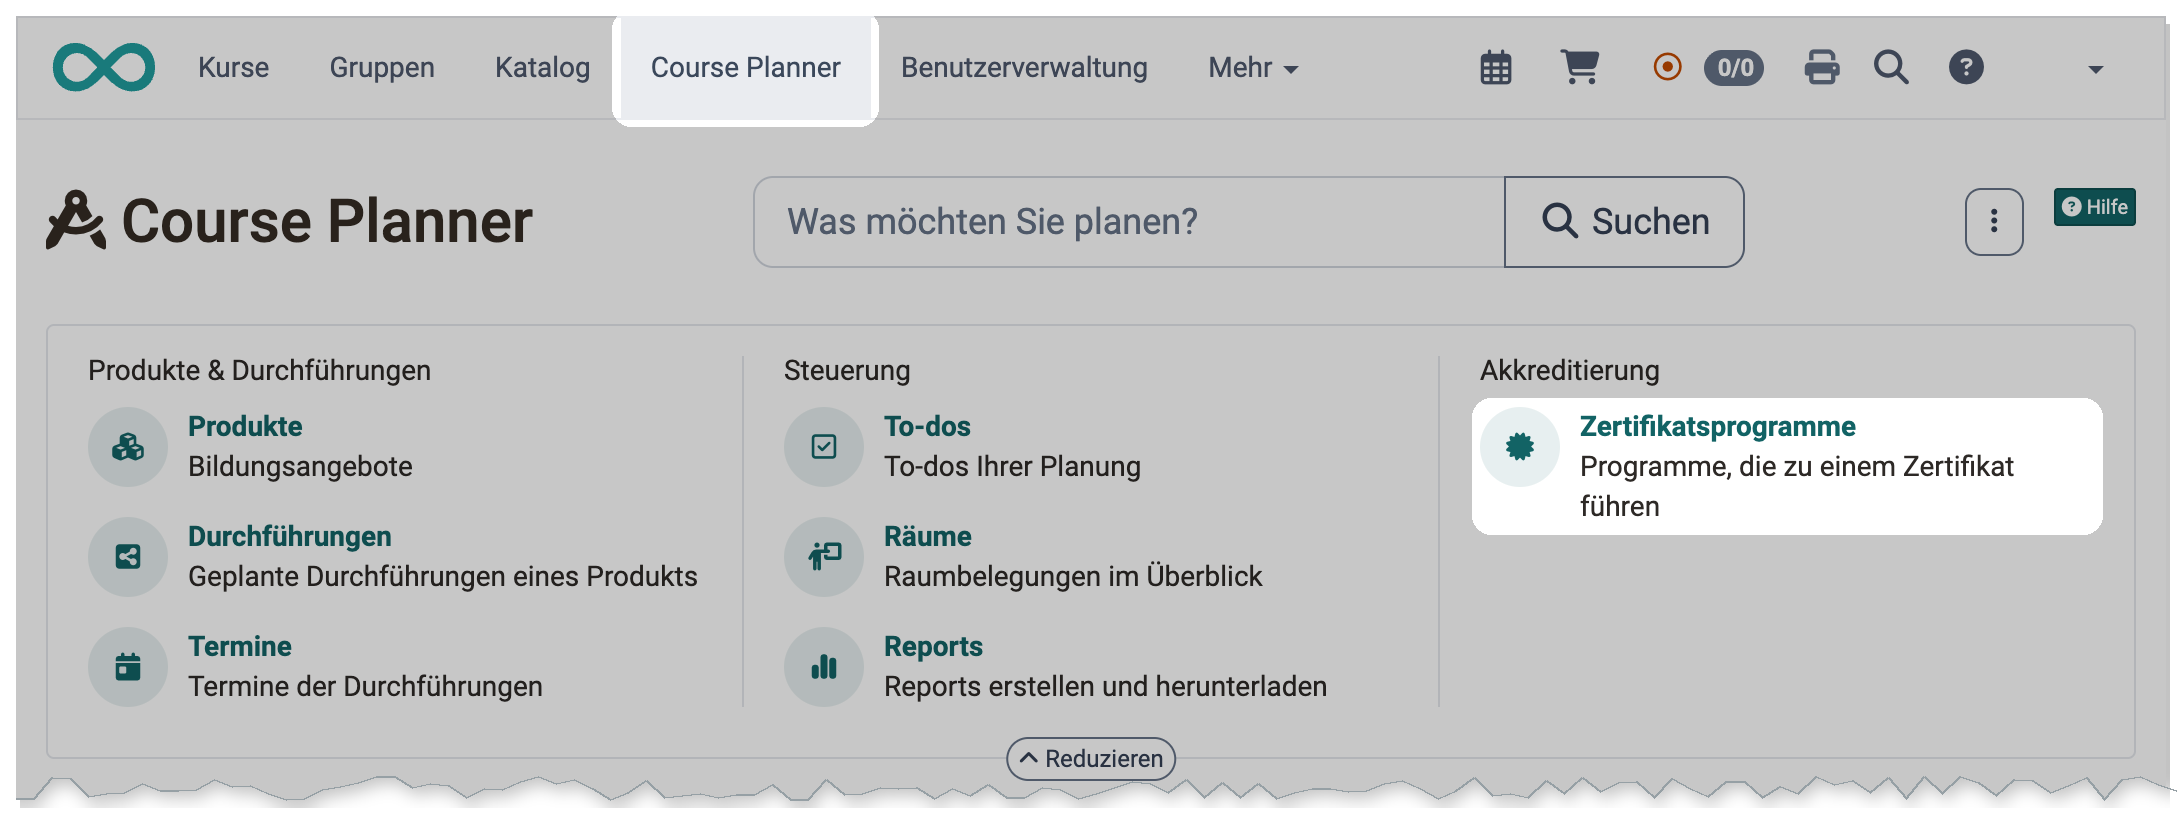 Kurse Gruppen Katalog Course Planner Benutzerverwaltung Mehr 0/0 ?
Course Planner Was möchten Sie planen? Suchen ? Hilfe
Produkte & Durchführungen
Produkte
Bildungsangebote
Durchführungen
Geplante Durchführungen eines Produkts
Termine
Termine der Durchführungen
Steuerung
To-dos
To-dos Ihrer Planung
Räume
Raumbelegungen im Überblick
Reports
Reports erstellen und herunterladen
Akkreditierung
Zertifikatsprogramme
Programme, die zu einem Zertifikat
führen
Reduzieren